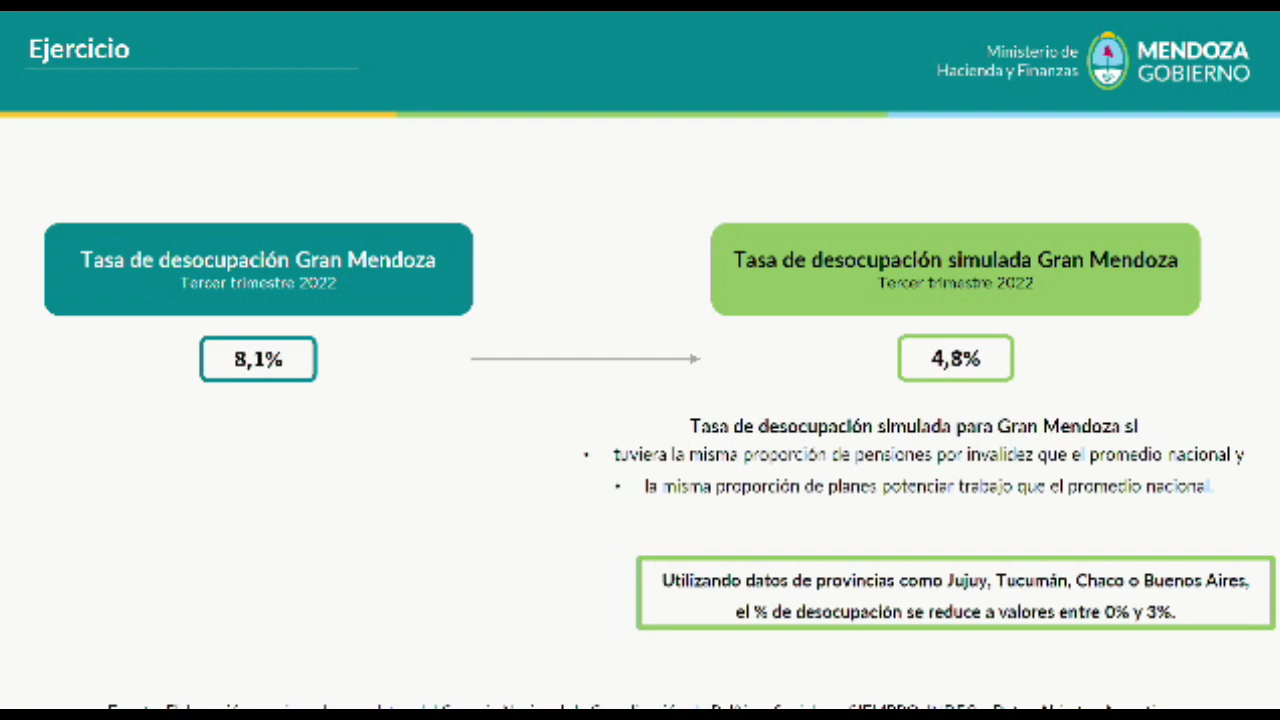 Ejercicio
Ministerio de
Hacienda y Finanzas
MENDOZA
GOBIERNO
Tasa de desocupación Gran Mendoza
Tercer trimestre 2022
8,1%
Tasa de desocupación simulada Gran Mendoza
Tercer trimestre 2022
4,8%
Tasa de desocupación simulada para Gran Mendoza si
• tuviera la misma proporción de pensiones por invalidez que el promedio nacional y
• la misma proporción de planes potenciar trabajo que el promedio nacional.
Utilizando datos de provincias como Jujuy, Tucumán, Chaco o Buenos Aires,
el % de desocupación se reduce a valores entre 0% y 3%.